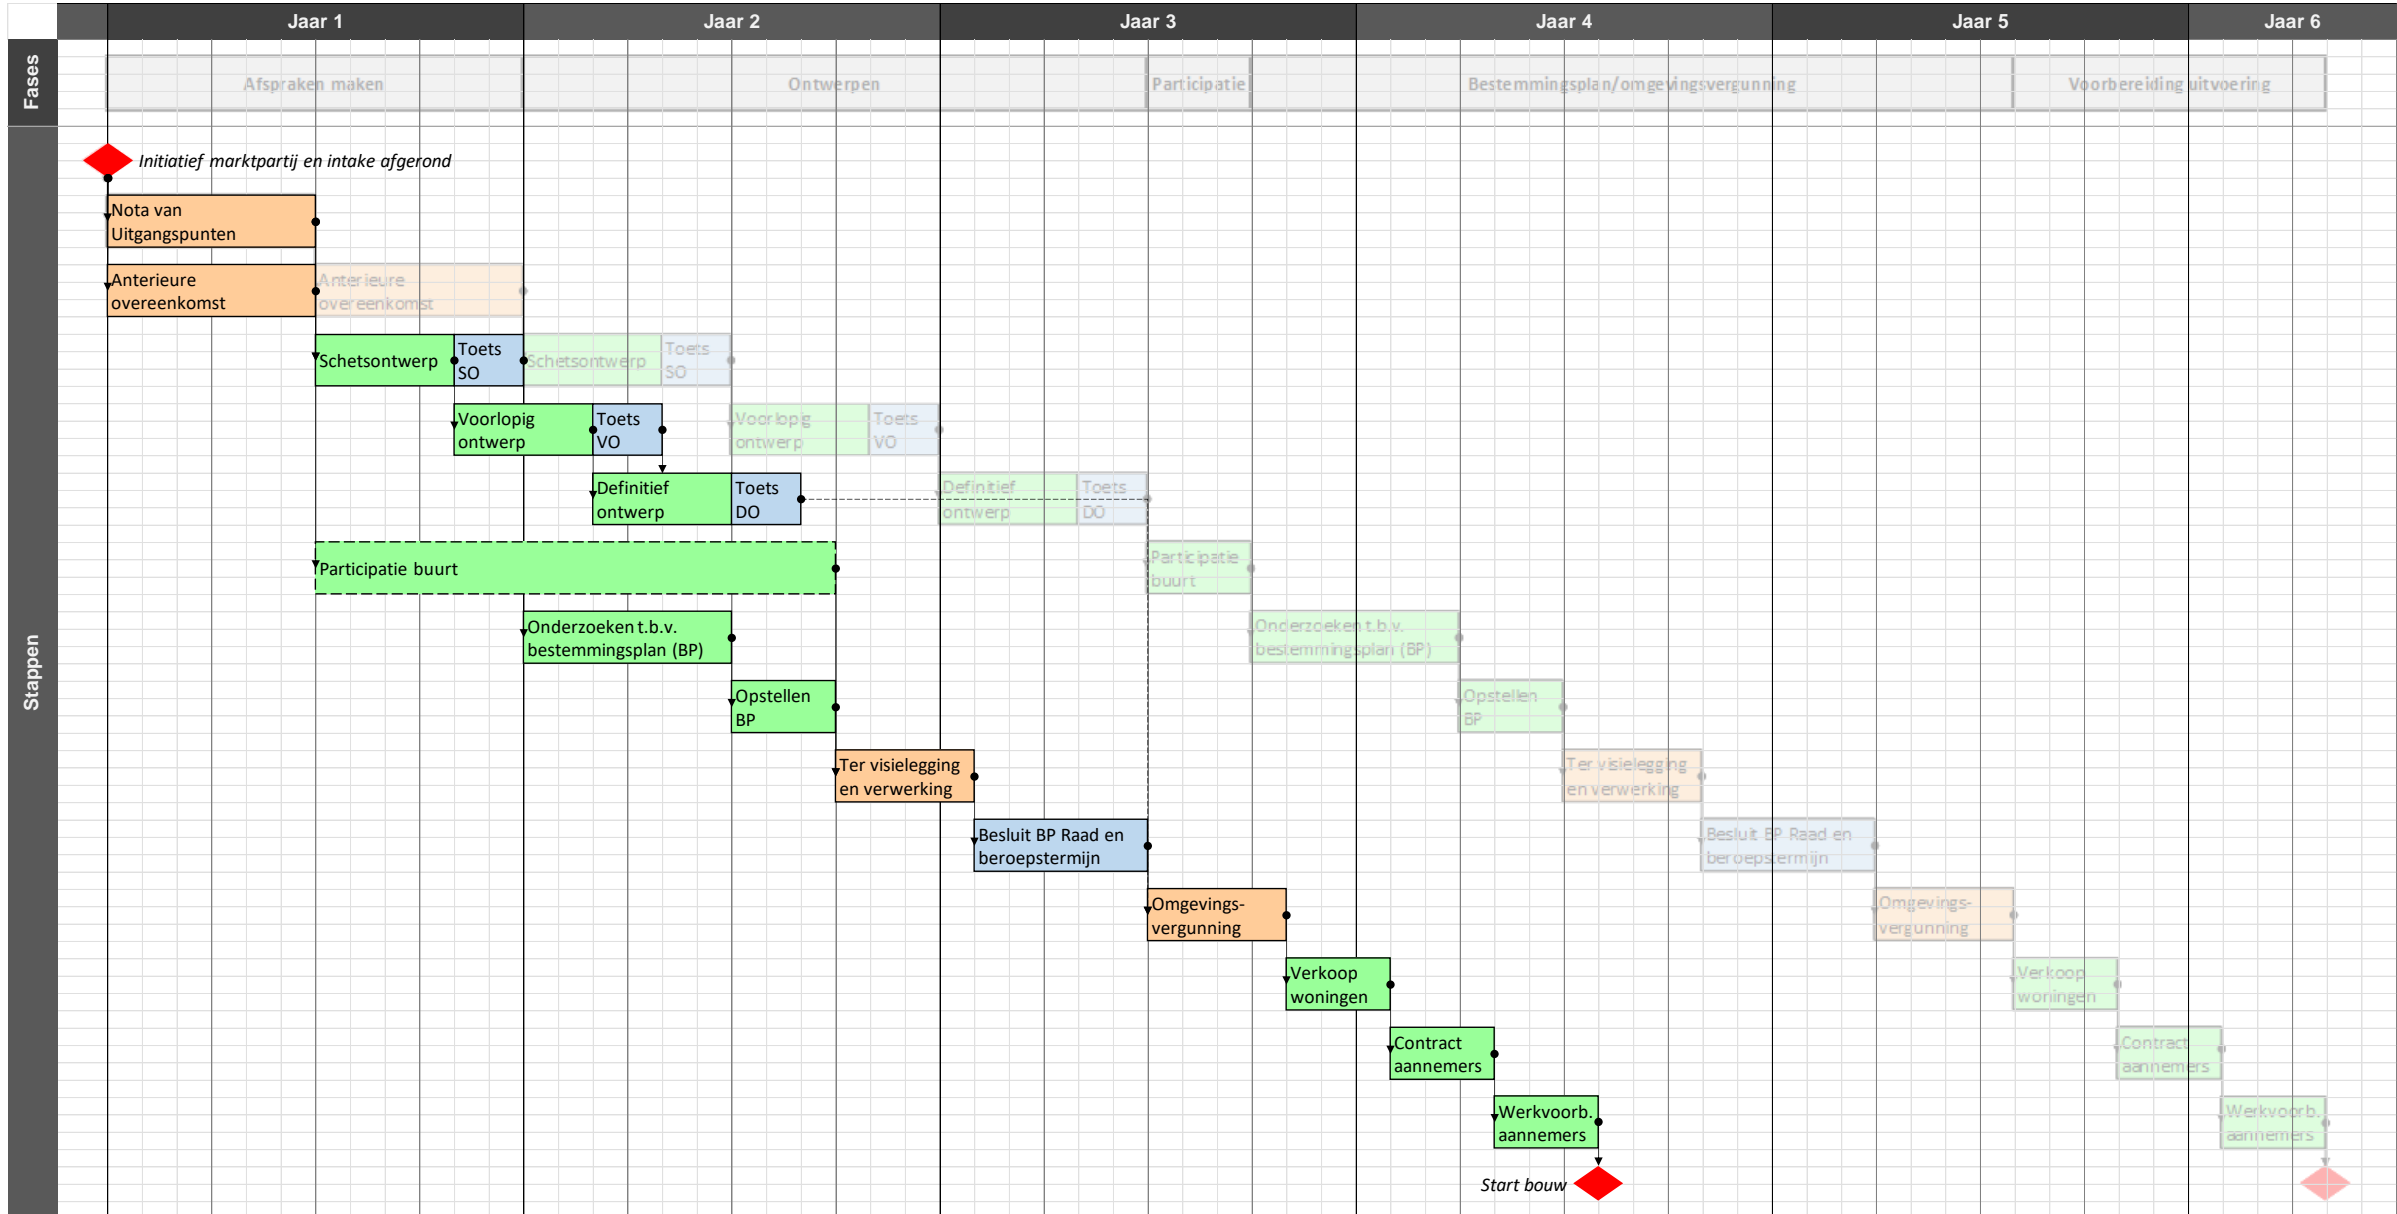 Jaar 1
Jaar 2
Jaar 3
Jaar 4
Jaar 5
Jaar 6
Fases
Afspraken maken
Ontwerpen
Participatie
Bestemmingsplan/omgevingsvergunning
Voorbereiding uitvoering
Stappen
Initiatief marktpartij en intake afgerond
Nota van
Uitgangspunten
Anterieure
overeenkomst
Anterieure
overeenkomst
Schetsontwerp
Toets
SO
Schetsontwerp
Toets
SO
Voorlopig
ontwerp
Toets
VO
Voorlopig
ontwerp
Toets
VO
Definitief
ontwerp
Toets
DO
Definitief
ontwerp
Toets
DO
Participatie buurt
Participatie
buurt
Onderzoeken t.b.v.
bestemmingsplan (BP)
Onderzoeken t.b.v.
bestemmingsplan (BP)
Opstellen
BP
Opstellen
BP
Ter visielegging
en verwerking
Ter visielegging
en verwerking
Besluit BP Raad en
beroepstermijn
Besluit BP Raad en
beroepstermijn
Omgevings-
vergunning
Omgevings-
vergunning
Verkoop
woningen
Verkoop
woningen
Contract
aannemers
Contract
aannemers
Werkvoorb.
aannemers
Werkvoorb.
aannemers
Start bouw